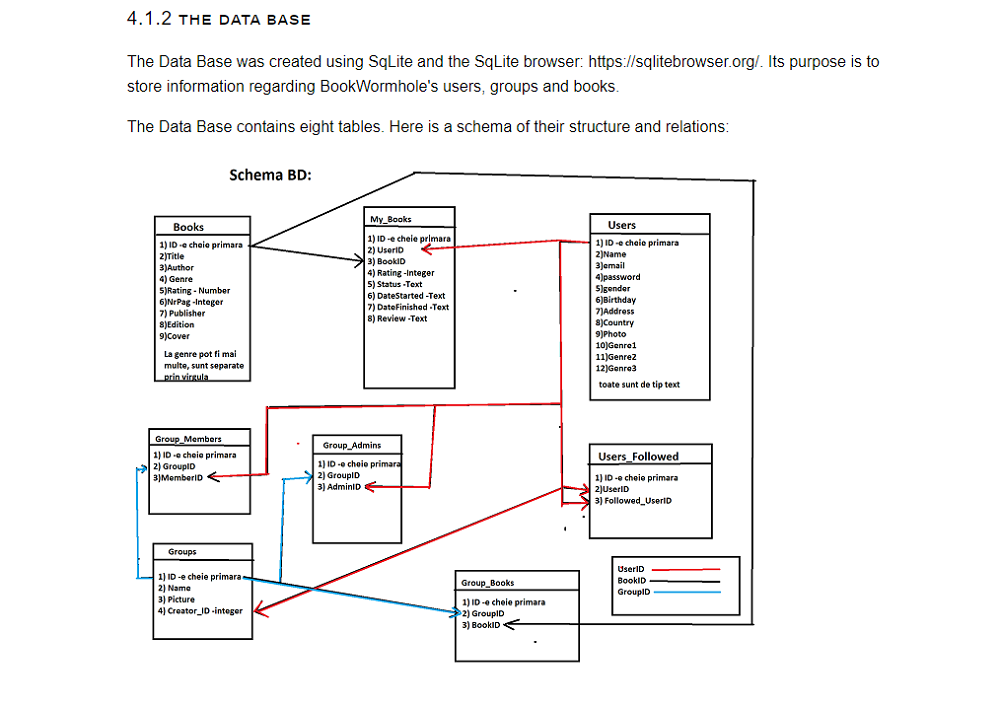 4.1.2 THE DATA BASE
The Data Base was created using SqLite and the SqLite browser: https://sqlitebrowser.org/. Its purpose is to
store information regarding BookWormhole's users, groups and books.
The Data Base contains eight tables. Here is a schema of their structure and relations:
Schema BD:
Books
1) ID -e cheie primara
2)Title
3)Author
4) Genre
5)Rating - Number
6)NrPag -Integer
7) Publisher
8)Edition
9)Cover
La genre pot fi mai
multe, sunt separate
prin virgula
My_Books
1) ID -e cheie primara
2) UserID
3) BookID
4) Rating -Integer
5) Status -Text
6) DateStarted -Text
7) DateFinished -Text
8) Review -Text
Users
1) ID -e cheie primara
2)Name
3)email
4)password
5)gender
6)Birthday
7)Address
8)Country
9)Photo
10)Genre1
11)Genre2
12)Genre3
toate sunt de tip text
Group_Members
1) ID -e cheie primara
2) GroupID
3)MemberID
Group_Admins
1) ID -e cheie primara
2) GroupID
3) AdminID
Users_Followed
1) ID -e cheie primara
2)UserID
3) Followed_UserID
Groups
1) ID -e cheie primara
2) Name
3) Picture
4) Creator_ID -integer
Group_Books
1) ID -e cheie primara
2) GroupID
3) BookID
UserID
BookID
GroupID